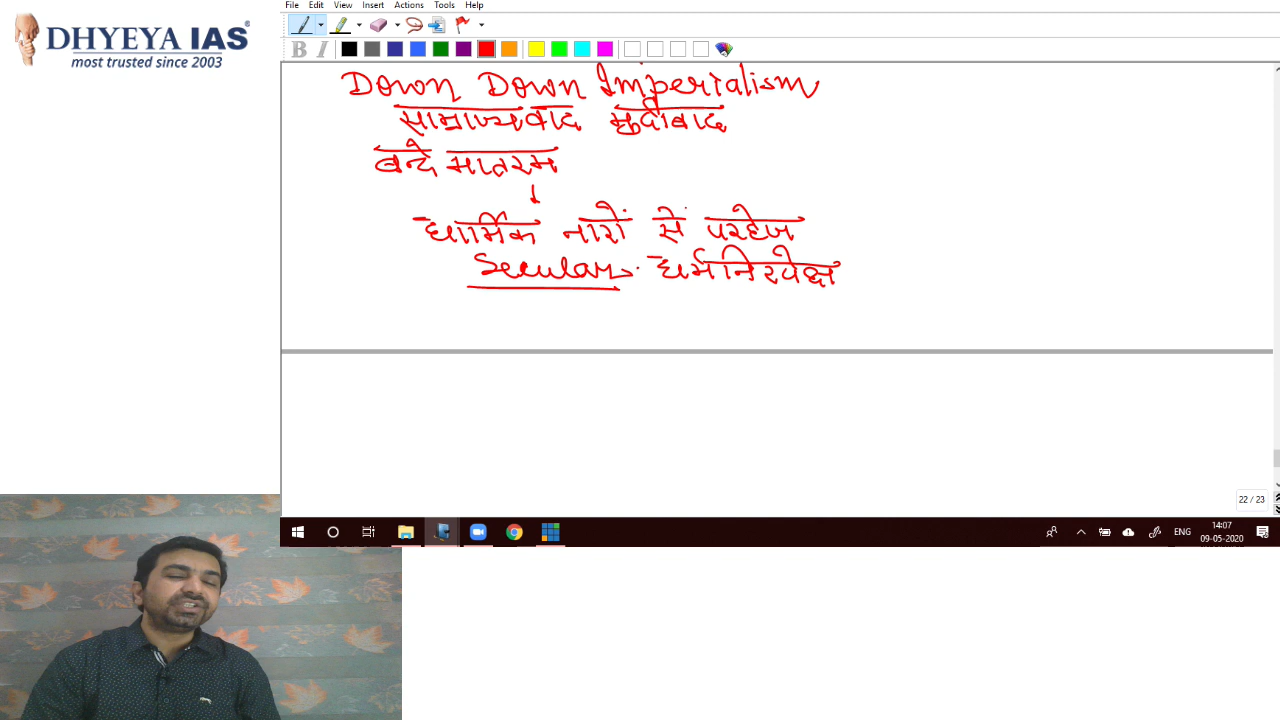 DHYEYA IAS®
most trusted since 2003
File Edit View Insert Actions Tools Help
B I
Down Down Imperialism
साम्राज्यवाद मुर्दाबाद
वन्दे मातरम
धार्मिक नारों से परहेज
Secular. धर्मनिरपेक्ष
22 / 23
ENG
14:07
09-05-2020